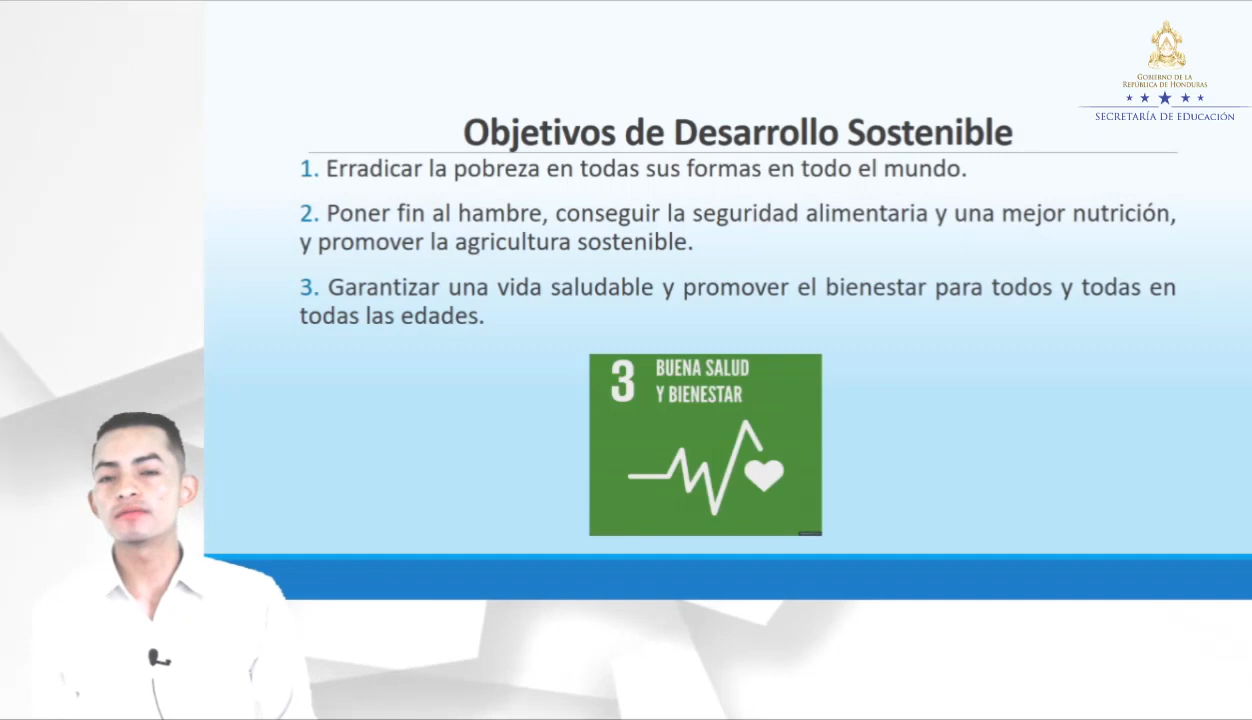 GOBIERNO DE LA
REPÚBLICA DE HONDURAS
SECRETARÍA DE EDUCACIÓN
Objetivos de Desarrollo Sostenible
1. Erradicar la pobreza en todas sus formas en todo el mundo.
2. Poner fin al hambre, conseguir la seguridad alimentaria y una mejor nutrición,
y promover la agricultura sostenible.
3. Garantizar una vida saludable y promover el bienestar para todos y todas en
todas las edades.
3 BUENA SALUD
Y BIENESTAR